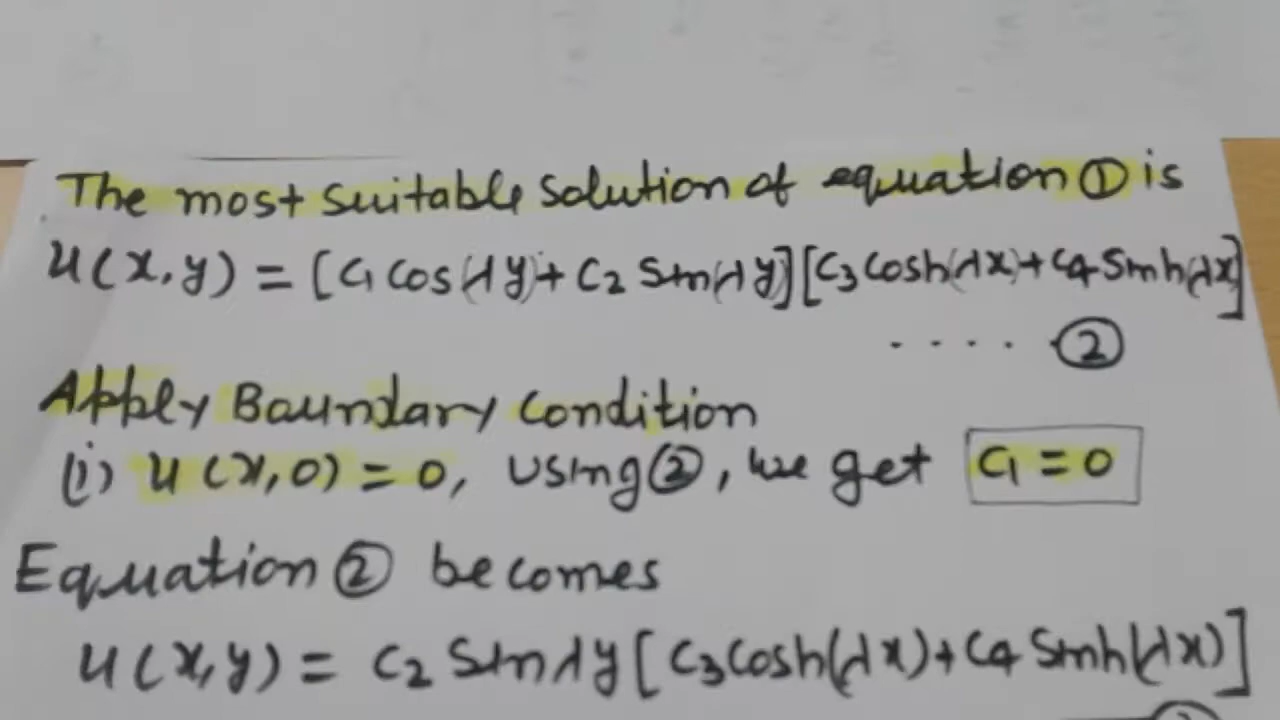 The most suitable solution of equation ① is
u(x,y) = [c1 cos(λy) + c2 sin(λy)][c3 cosh(λx) + c4 sinh(λx)]
.... ②
Apply Boundary condition
(i) u(x,0) = 0, using ②, we get c1 = 0
Equation ② becomes
u(x,y) = c2 sinλy [c3 cosh(λx) + c4 sinh(λx)]